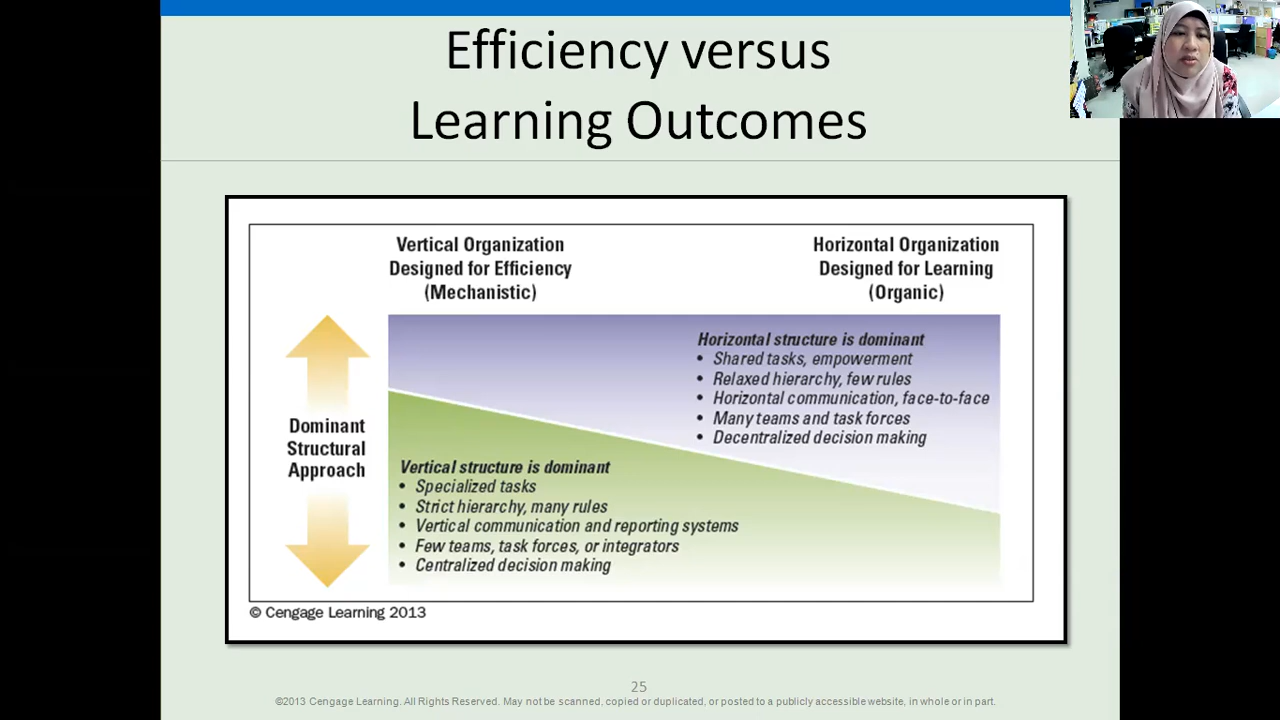 Efficiency versus
Learning Outcomes
Vertical Organization
Designed for Efficiency
(Mechanistic)
Horizontal Organization
Designed for Learning
(Organic)
Dominant
Structural
Approach
Horizontal structure is dominant
• Shared tasks, empowerment
• Relaxed hierarchy, few rules
• Horizontal communication, face-to-face
• Many teams and task forces
• Decentralized decision making
Vertical structure is dominant
• Specialized tasks
• Strict hierarchy, many rules
• Vertical communication and reporting systems
• Few teams, task forces, or integrators
• Centralized decision making
© Cengage Learning 2013
25
©2013 Cengage Learning. All Rights Reserved. May not be scanned, copied or duplicated, or posted to a publicly accessible website, in whole or in part.